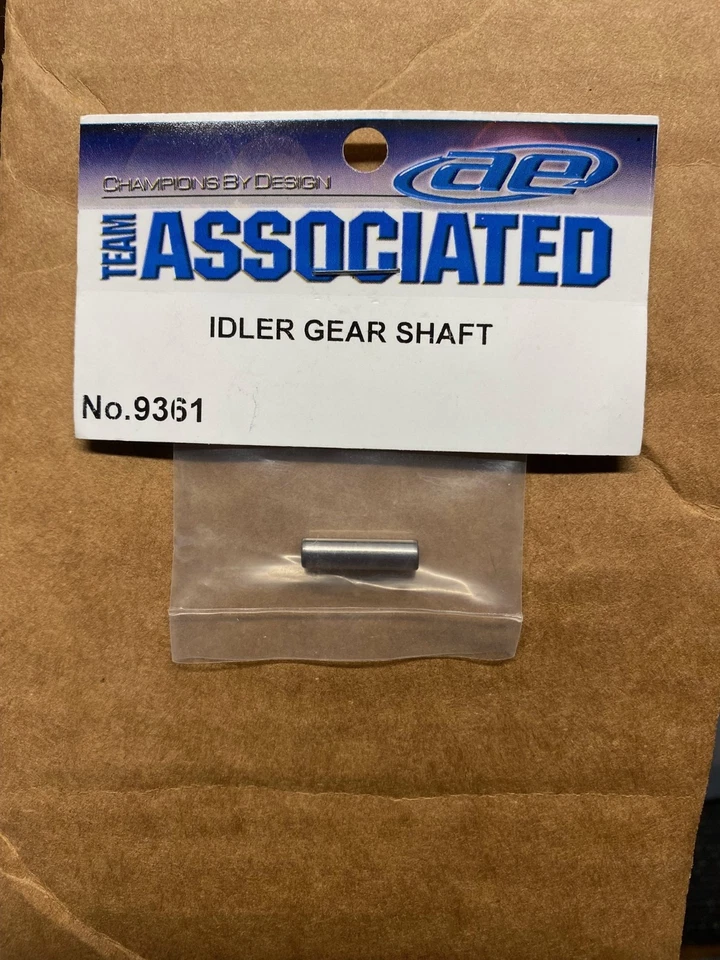 CHAMPIONS BY DESIGN
ae
TEAM ASSOCIATED
IDLER GEAR SHAFT
No.9361